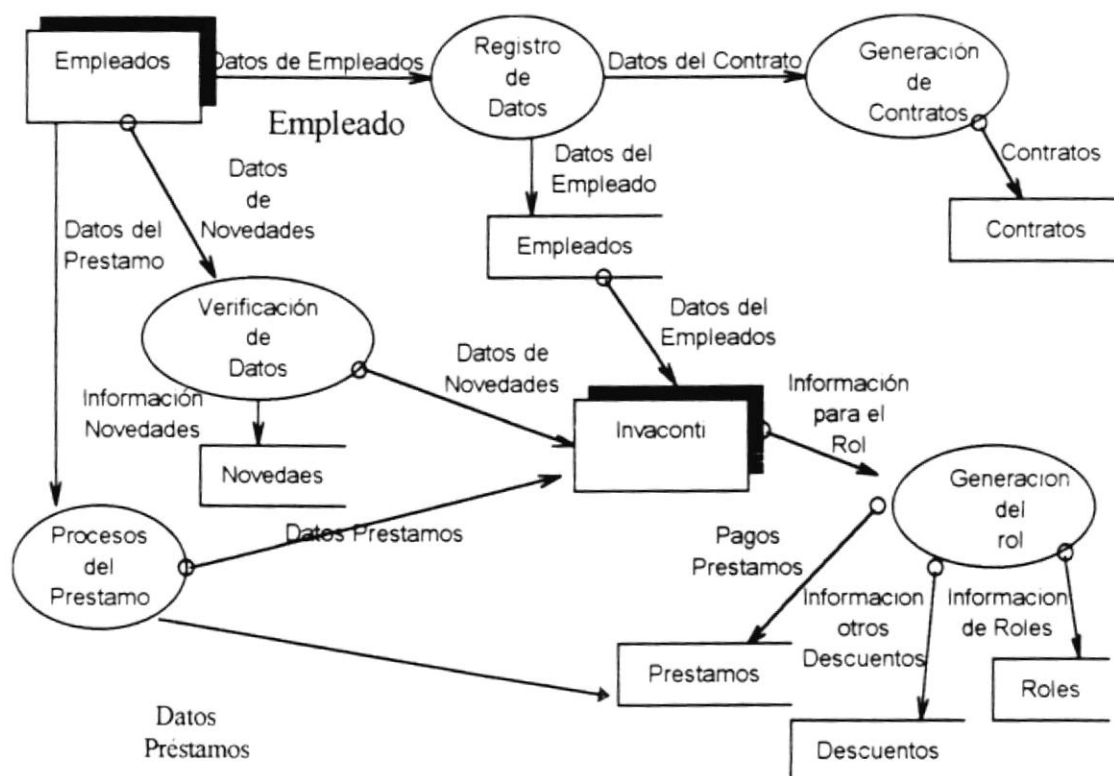 Empleados
Datos de Empleados
Registro
de
Datos
Datos del Contrato
Generación
de
Contratos
Empleado
Datos del
Empleado
Contratos
Contratos
Datos
de
Novedades
Datos del
Prestamo
Empleados
Verificación
de
Datos
Datos del
Empleados
Datos de
Novedades
Información
Novedades
Invaconti
Información
para el
Rol
Novedaes
Generacion
del
rol
Procesos
del
Prestamo
Datos Prestamos
Pagos
Prestamos
Informacion
otros
Descuentos
Informacion
de Roles
Prestamos
Roles
Datos
Préstamos
Descuentos